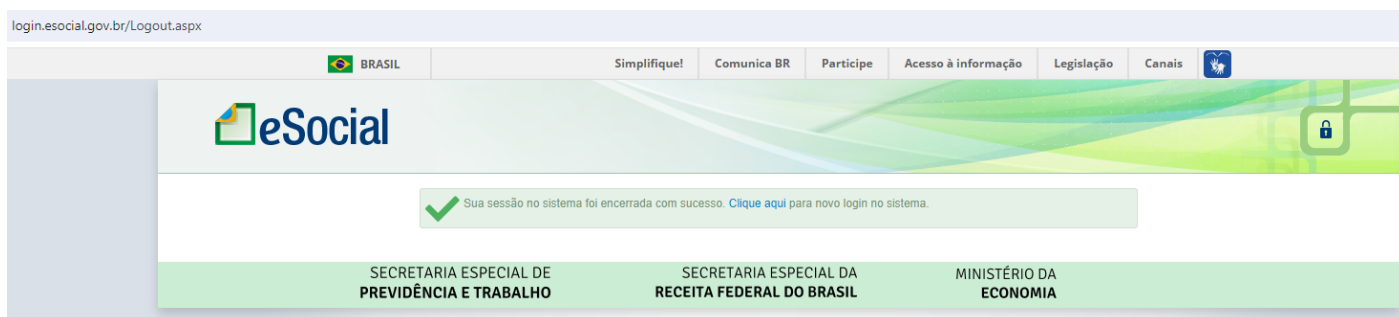 login.esocial.gov.br/Logout.aspx
BRASIL Simplifique! Comunica BR Participe Acesso à informação Legislação Canais
eSocial
Sua sessão no sistema foi encerrada com sucesso. Clique aqui para novo login no sistema.
SECRETARIA ESPECIAL DE SECRETARIA ESPECIAL DA MINISTÉRIO DA
PREVIDÊNCIA E TRABALHO RECEITA FEDERAL DO BRASIL ECONOMIA